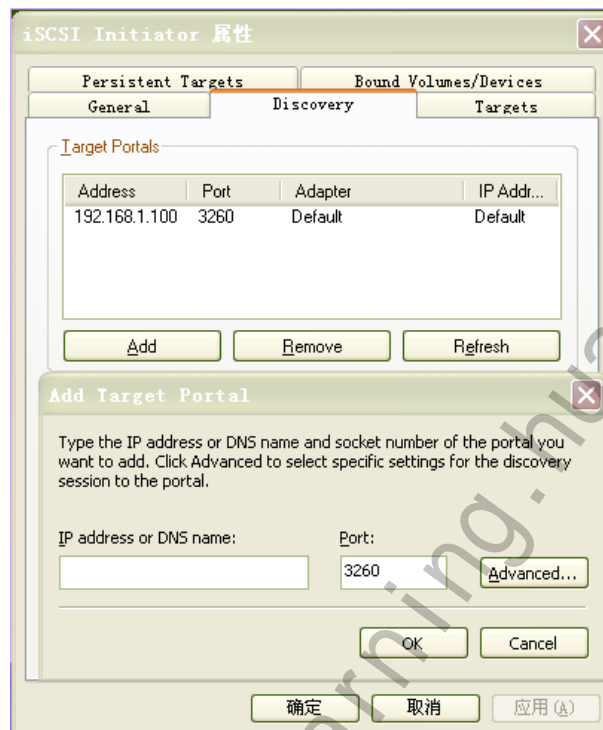 iSCSI Initiator 属性
Persistent Targets Bound Volumes/Devices
General Discovery Targets
Target Portals
Address Port Adapter IP Addr...
192.168.1.100 3260 Default Default
Add Remove Refresh
Add Target Portal
Type the IP address or DNS name and socket number of the portal you
want to add. Click Advanced to select specific settings for the discovery
session to the portal.
IP address or DNS name: Port:
3260 Advanced...
OK Cancel
确定 取消 应用(A)
arning.hua